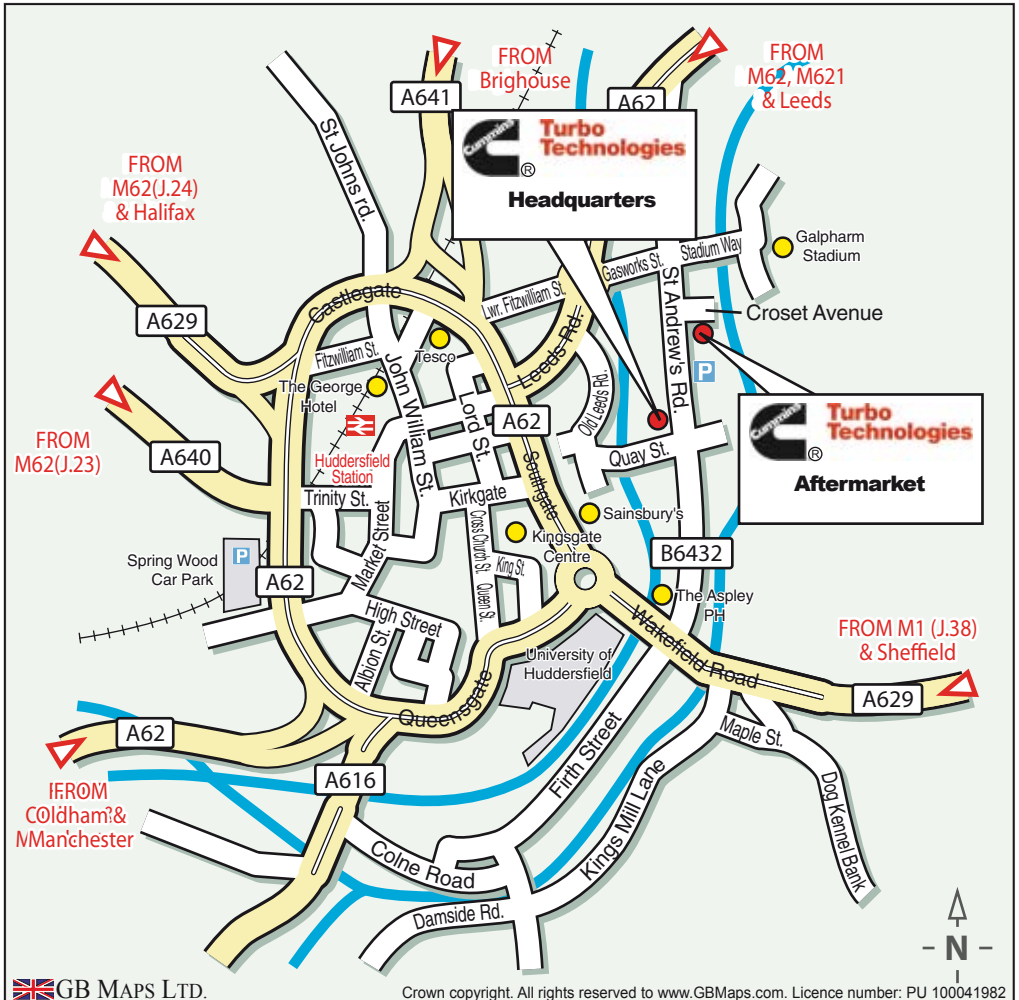 FROM
Brighouse
FROM
M62, M621
& Leeds
A641
A62
St Johns rd.
Cummins
®
Turbo
Technologies
Headquarters
FROM
M62(J.24)
& Halifax
Galpharm
Stadium
Gasworks St.
Stadium Way
Castlegate
Lwr. Fitzwilliam St.
St Andrew's Rd.
Croset Avenue
A629
Fitzwilliam St.
Tesco
Leeds Rd.
P
The George
Hotel
John William St.
Lord St.
Old Leeds Rd.
A62
Cummins
®
Turbo
Technologies
Aftermarket
FROM
M62(J.23)
A640
Huddersfield
Station
Southgate
Quay St.
Trinity St.
Kirkgate
Market Street
Cross Church St.
Sainsbury's
Kingsgate
Centre
B6432
Spring Wood
Car Park
P
A62
King St.
Queen St.
The Aspley
PH
High Street
Albion St.
University of
Huddersfield
Wakefield Road
FROM M1 (J.38)
& Sheffield
A629
Queensgate
Maple St.
A62
A616
Firth Street
FROM
Oldham &
Manchester
Kings Mill Lane
Dog Kennel Bank
Colne Road
Damside Rd.
N
GB MAPS LTD.
Crown copyright. All rights reserved to www.GBMaps.com. Licence number: PU 100041982